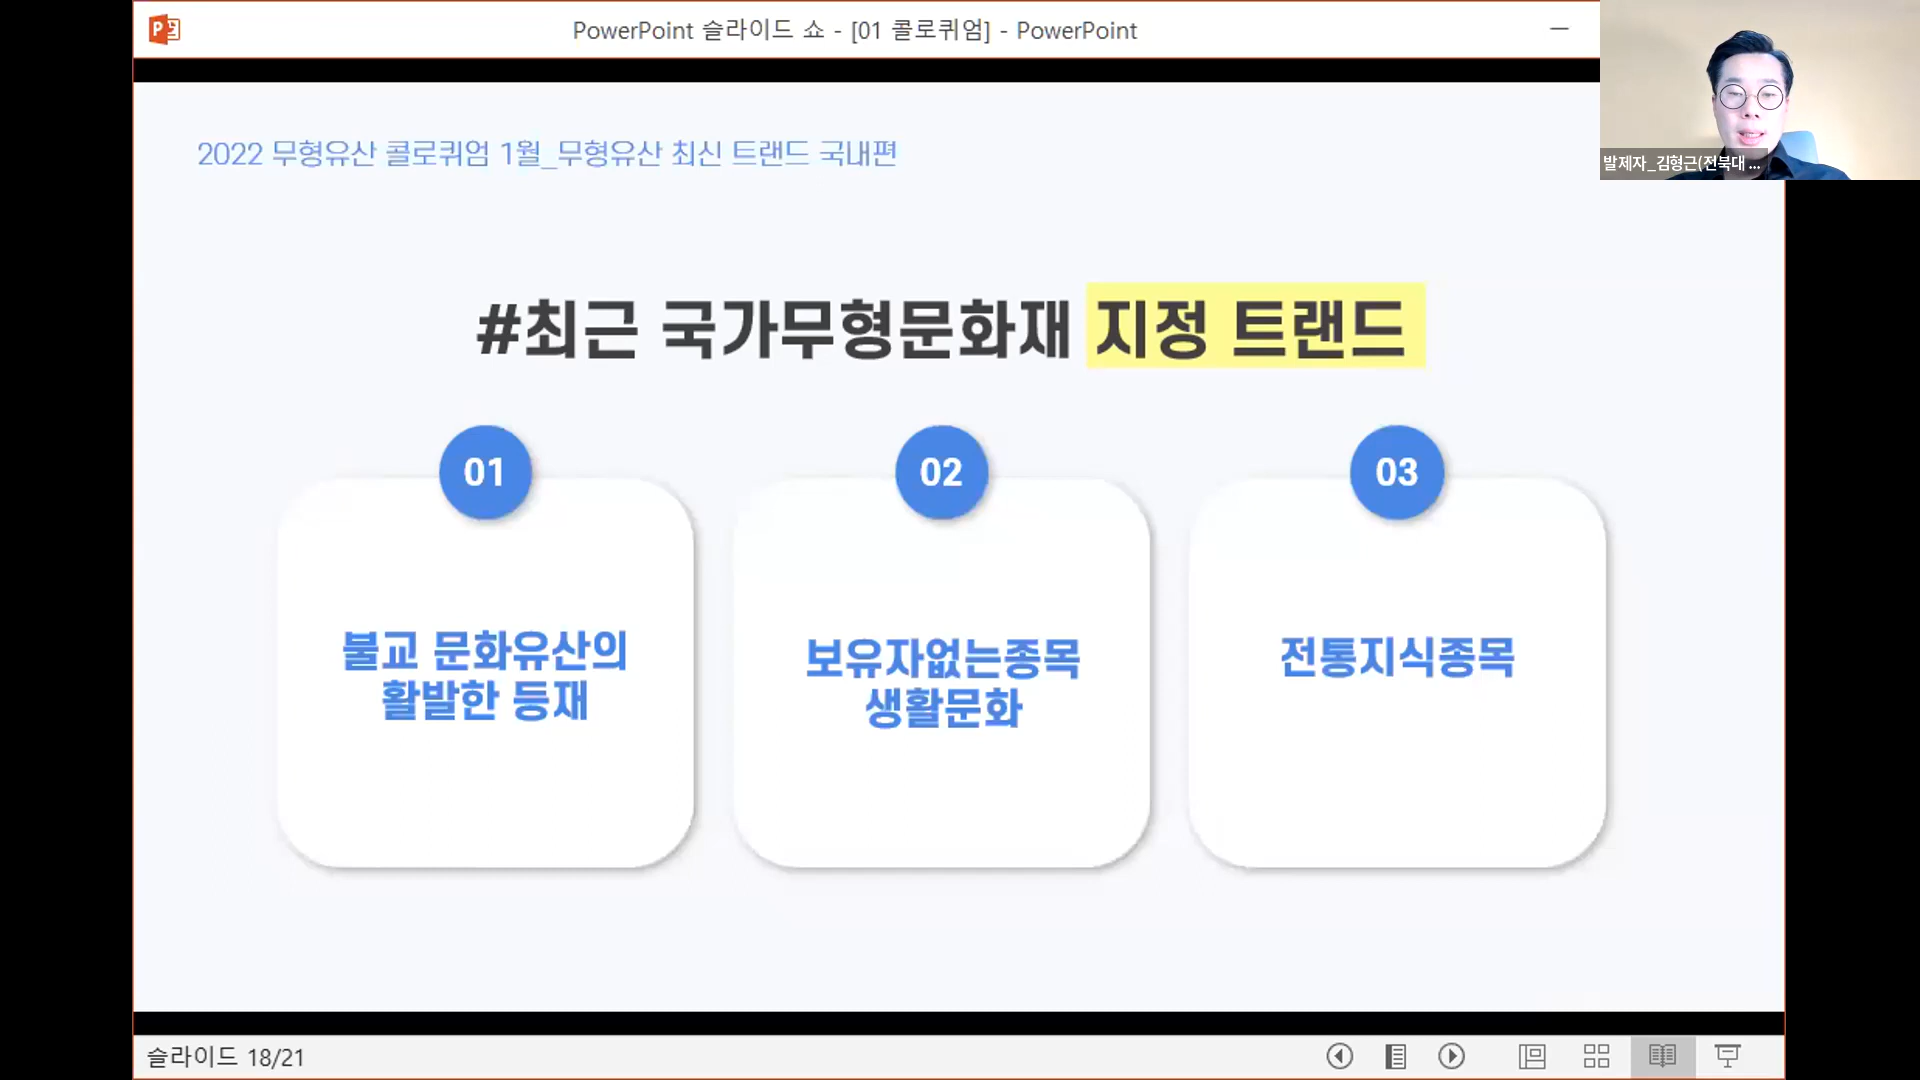 PowerPoint 슬라이드 쇼 - [01 콜로퀴엄] - PowerPoint
발제자_김형근(전북대 ...
2022 무형유산 콜로퀴엄 1월_무형유산 최신 트랜드 국내편
#최근 국가무형문화재 지정 트랜드
01
불교 문화유산의
활발한 등재
02
보유자없는종목
생활문화
03
전통지식종목
슬라이드 18/21